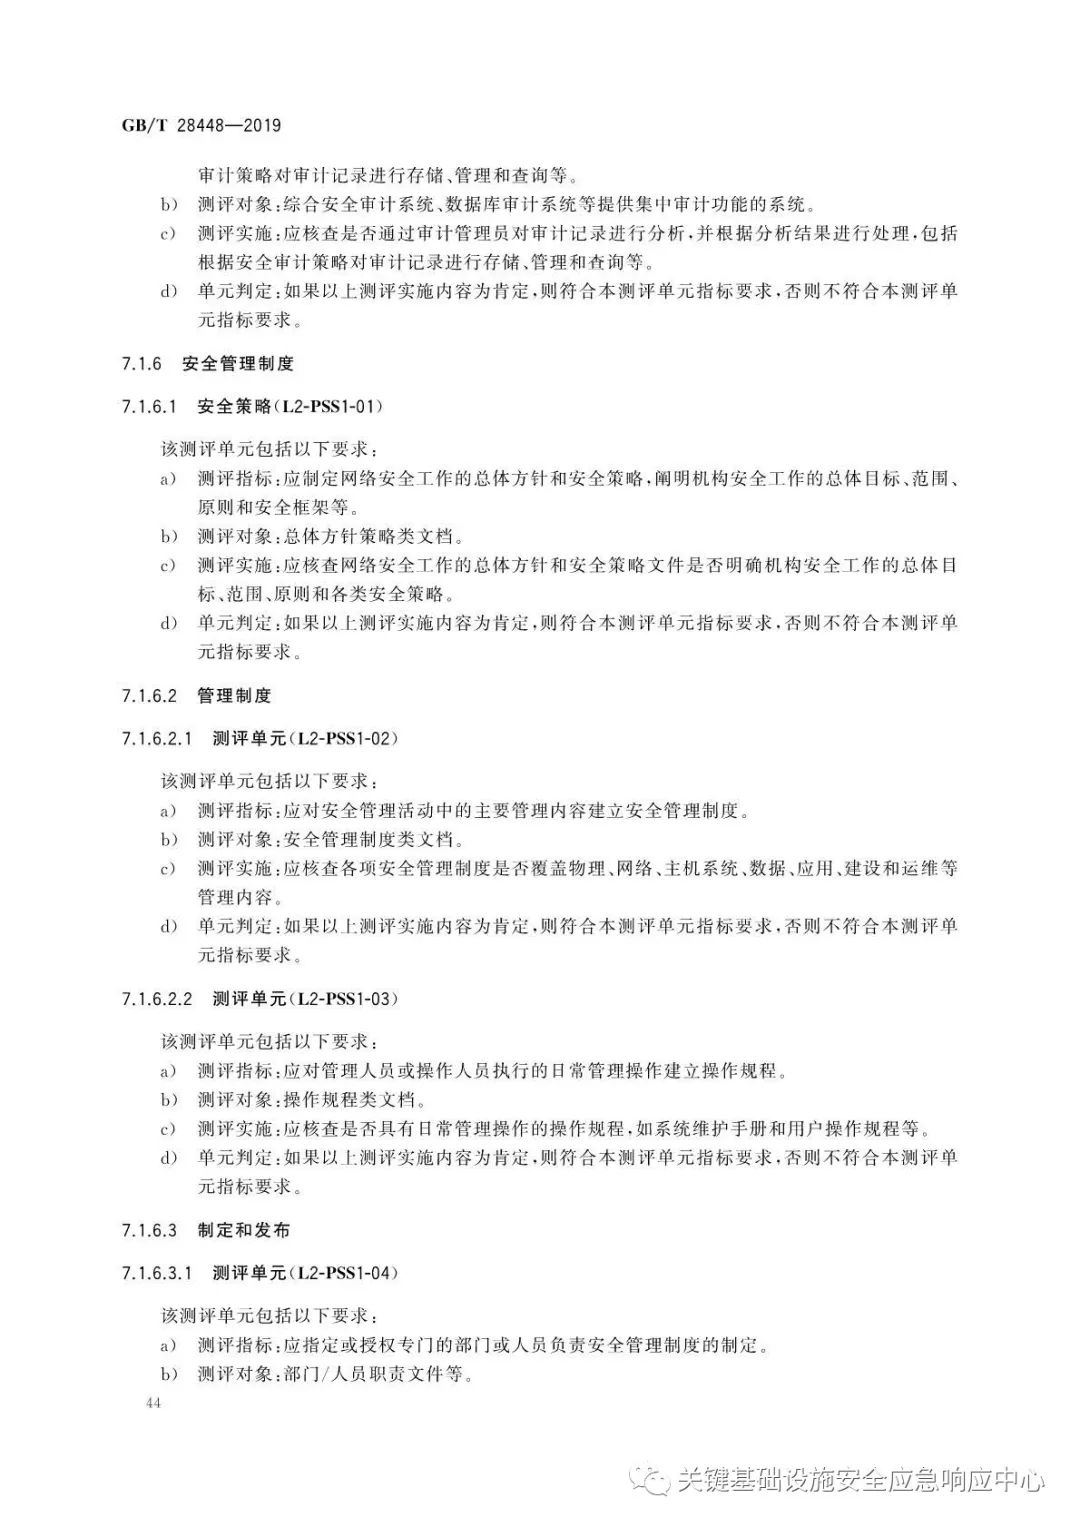 GB/T 28448—2019
审计策略对审计记录进行存储、管理和查询等。
b) 测评对象:综合安全审计系统、数据库审计系统等提供集中审计功能的系统。
c) 测评实施:应核查是否通过审计管理员对审计记录进行分析,并根据分析结果进行处理,包括
根据安全审计策略对审计记录进行存储、管理和查询等。
d) 单元判定:如果以上测评实施内容为肯定,则符合本测评单元指标要求,否则不符合本测评单
元指标要求。
7.1.6 安全管理制度
7.1.6.1 安全策略(L2-PSS1-01)
该测评单元包括以下要求:
a) 测评指标:应制定网络安全工作的总体方针和安全策略,阐明机构安全工作的总体目标、范围、
原则和安全框架等。
b) 测评对象:总体方针策略类文档。
c) 测评实施:应核查网络安全工作的总体方针和安全策略文件是否明确机构安全工作的总体目
标、范围、原则和各类安全策略。
d) 单元判定:如果以上测评实施内容为肯定,则符合本测评单元指标要求,否则不符合本测评单
元指标要求。
7.1.6.2 管理制度
7.1.6.2.1 测评单元(L2-PSS1-02)
该测评单元包括以下要求:
a) 测评指标:应对安全管理活动中的主要管理内容建立安全管理制度。
b) 测评对象:安全管理制度类文档。
c) 测评实施:应核查各项安全管理制度是否覆盖物理、网络、主机系统、数据、应用、建设和运维等
管理内容。
d) 单元判定:如果以上测评实施内容为肯定,则符合本测评单元指标要求,否则不符合本测评单
元指标要求。
7.1.6.2.2 测评单元(L2-PSS1-03)
该测评单元包括以下要求:
a) 测评指标:应对管理人员或操作人员执行的日常管理操作建立操作规程。
b) 测评对象:操作规程类文档。
c) 测评实施:应核查是否具有日常管理操作的操作规程,如系统维护手册和用户操作规程等。
d) 单元判定:如果以上测评实施内容为肯定,则符合本测评单元指标要求,否则不符合本测评单
元指标要求。
7.1.6.3 制定和发布
7.1.6.3.1 测评单元(L2-PSS1-04)
该测评单元包括以下要求:
a) 测评指标:应指定或授权专门的部门或人员负责安全管理制度的制定。
b) 测评对象:部门/人员职责文件等。
44
关键基础设施安全应急响应中心